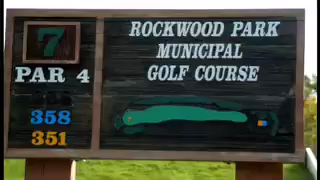 7
PAR 4
358
351
ROCKWOOD PARK
MUNICIPAL
GOLF COURSE